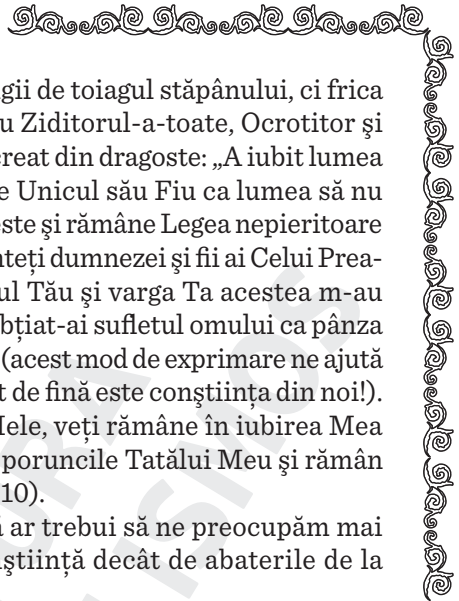 gii de toiagul stăpânului, ci frica
u Ziditorul-a-toate, Ocrotitor şi
creat din dragoste: „A iubit lumea
e Unicul său Fiu ca lumea să nu
este şi rămâne Legea nepieritoare
nteţi dumnezei şi fii ai Celui Prea-
ul Tău şi varga Ta acestea m-au
bţiat-ai sufletul omului ca pânza
(acest mod de exprimare ne ajută
t de fină este conştiinţa din noi!).
Mele, veţi rămâne în iubirea Mea
poruncile Tatălui Meu şi rămân
10).
ă ar trebui să ne preocupăm mai
nştiinţă decât de abaterile de la
ISMOS